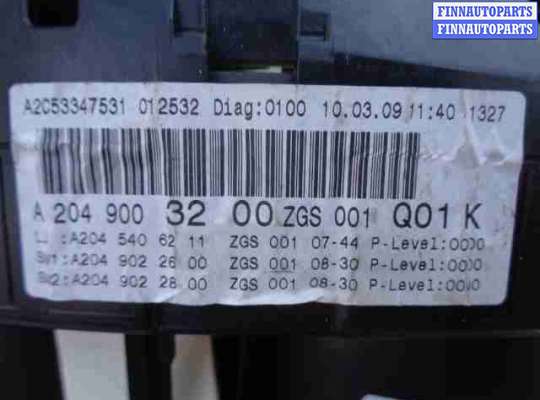 FINNAUTOPARTS
FINNAUTOPARTS
A2C53347531 012532 Diag:0100 10.03.09 11:40 1327
A 204 900 32 00 ZGS 001 Q01 K
:A204 540 62 11 ZGS 001 07-44 P-Level:0000
Sw1:A204 902 26 00 ZGS 001 08-30 P-Level:0000
Sw2:A204 902 28 00 ZGS 001 08-30 P-Level:0000